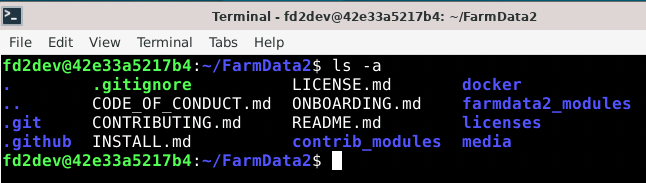 Terminal - fd2dev@42e33a5217b4: ~/FarmData2
File Edit View Terminal Tabs Help
fd2dev@42e33a5217b4:~/FarmData2$ ls -a
. .gitignore LICENSE.md docker
.. CODE_OF_CONDUCT.md ONBOARDING.md farmdata2_modules
.git CONTRIBUTING.md README.md licenses
.github INSTALL.md contrib_modules media
fd2dev@42e33a5217b4:~/FarmData2$